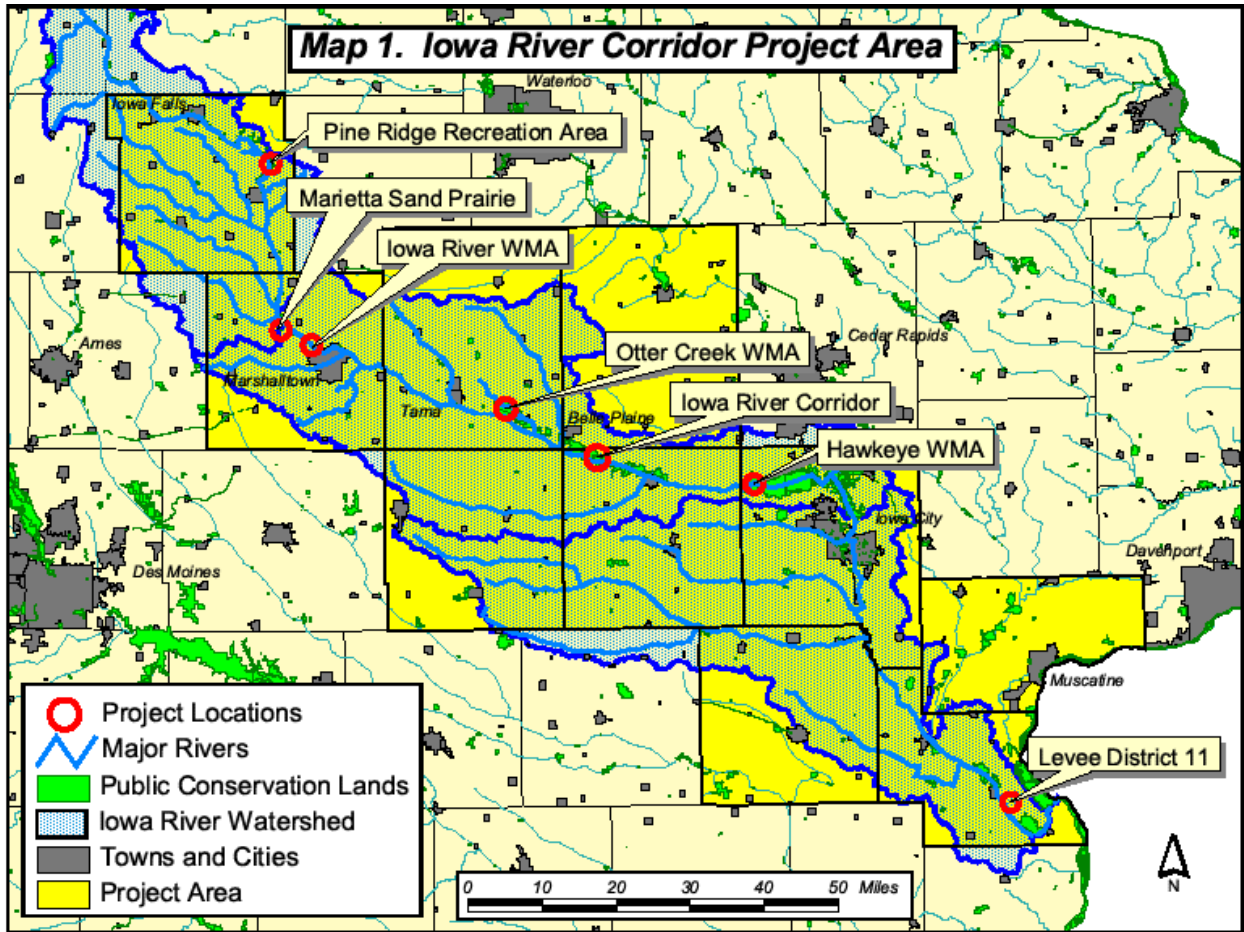 Map 1. Iowa River Corridor Project Area
Waterloo
Iowa Falls
Pine Ridge Recreation Area
Marietta Sand Prairie
Iowa River WMA
Ames
Cedar Rapids
Otter Creek WMA
Marshalltown
Iowa River Corridor
Tama
Belle Plaine
Hawkeye WMA
Iowa City
Davenport
Des Moines
Muscatine
Levee District 11
Project Locations
Major Rivers
Public Conservation Lands
Iowa River Watershed
Towns and Cities
Project Area
0 10 20 30 40 50 Miles
N